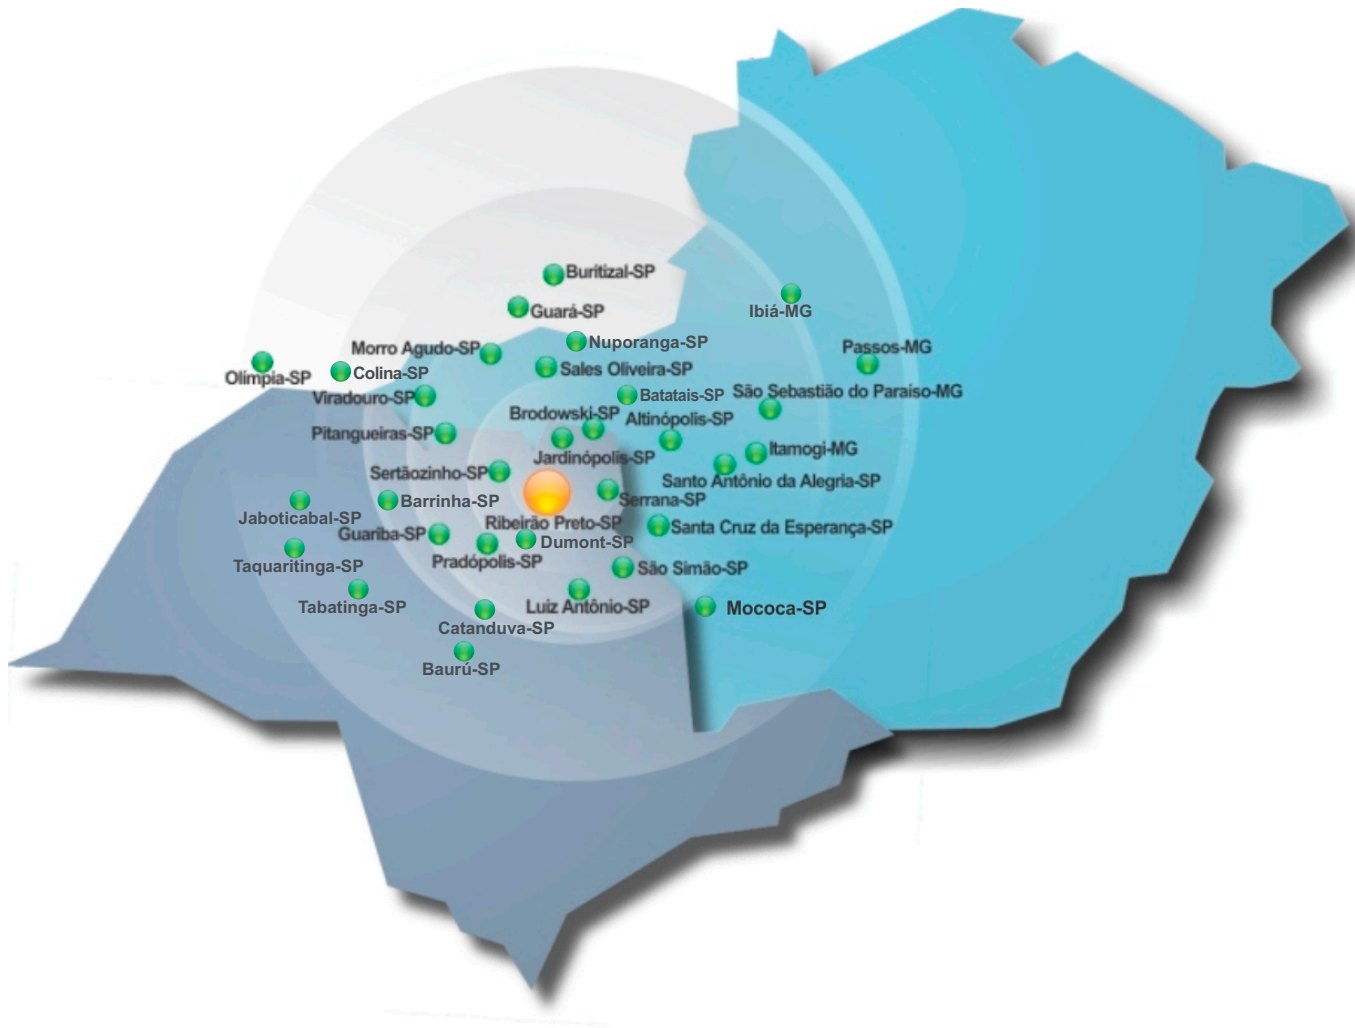 Buritizal-SP
Guará-SP
Ibiá-MG
Nuporanga-SP
Morro Agudo-SP
Passos-MG
Sales Oliveira-SP
Colina-SP
Olímpia-SP
São Sebastião do Paraíso-MG
Viradouro-SP
Batatais-SP
Brodowski-SP
Altinópolis-SP
Pitangueiras-SP
Itamogi-MG
Jardinópolis-SP
Sertãozinho-SP
Santo Antônio da Alegria-SP
Barrinha-SP
Serrana-SP
Jaboticabal-SP
Ribeirão Preto-SP
Santa Cruz da Esperança-SP
Guariba-SP
Dumont-SP
Pradópolis-SP
Taquaritinga-SP
São Simão-SP
Tabatinga-SP
Luiz Antônio-SP
Mococa-SP
Catanduva-SP
Baurú-SP